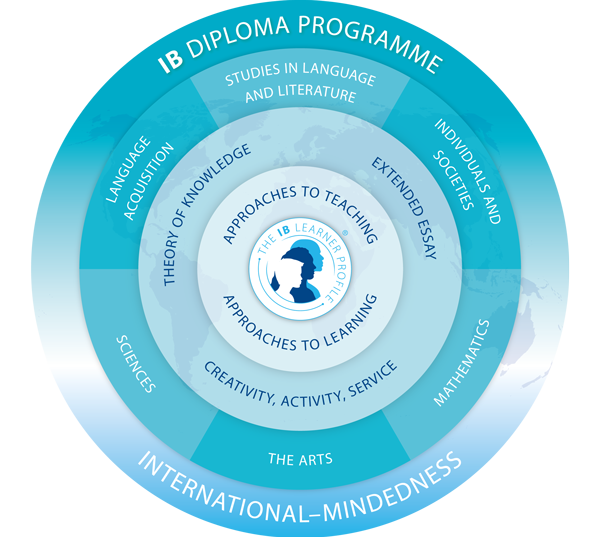 IB DIPLOMA PROGRAMME
STUDIES IN LANGUAGE
AND LITERATURE
LANGUAGE
ACQUISITION
INDIVIDUALS AND
SOCIETIES
THEORY OF KNOWLEDGE
EXTENDED ESSAY
APPROACHES TO TEACHING
THE IB LEARNER PROFILE®
APPROACHES TO LEARNING
CREATIVITY, ACTIVITY, SERVICE
SCIENCES
MATHEMATICS
THE ARTS
INTERNATIONAL–MINDEDNESS